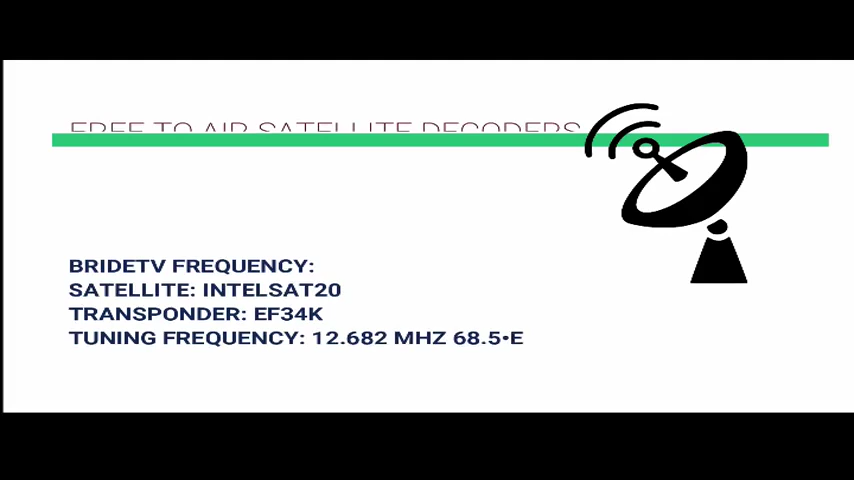 FREE TO AIR SATELLITE DECODERS
BRIDETV FREQUENCY:
SATELLITE: INTELSAT20
TRANSPONDER: EF34K
TUNING FREQUENCY: 12.682 MHZ 68.5•E